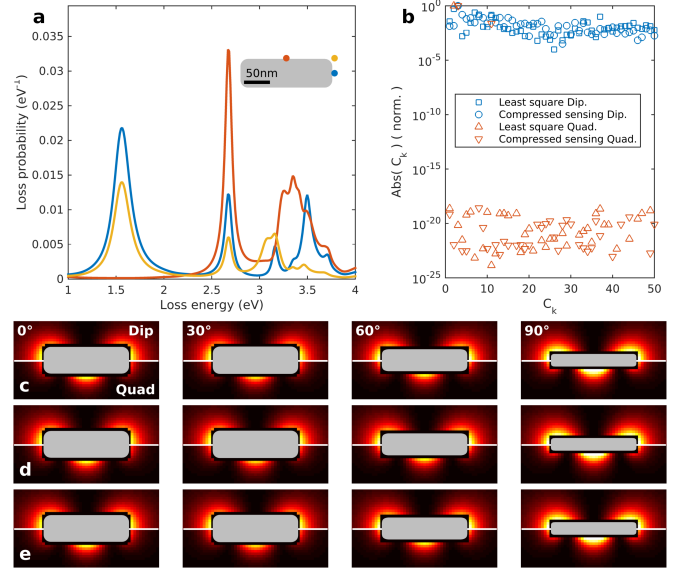 a
0.035
0.03
0.025
0.02
0.015
0.01
0.005
0
1
1.5
2
2.5
3
3.5
4
Loss probability (eV⁻¹)
Loss energy (eV)
50nm
b
10⁰
10⁻⁵
10⁻¹⁰
10⁻¹⁵
10⁻²⁰
10⁻²⁵
0
10
20
30
40
50
Abs( Cₖ ) ( norm. )
Cₖ
Least square Dip.
Compressed sensing Dip.
Least square Quad.
Compressed sensing Quad.
0° Dip
30°
60°
90°
c Quad
d
e